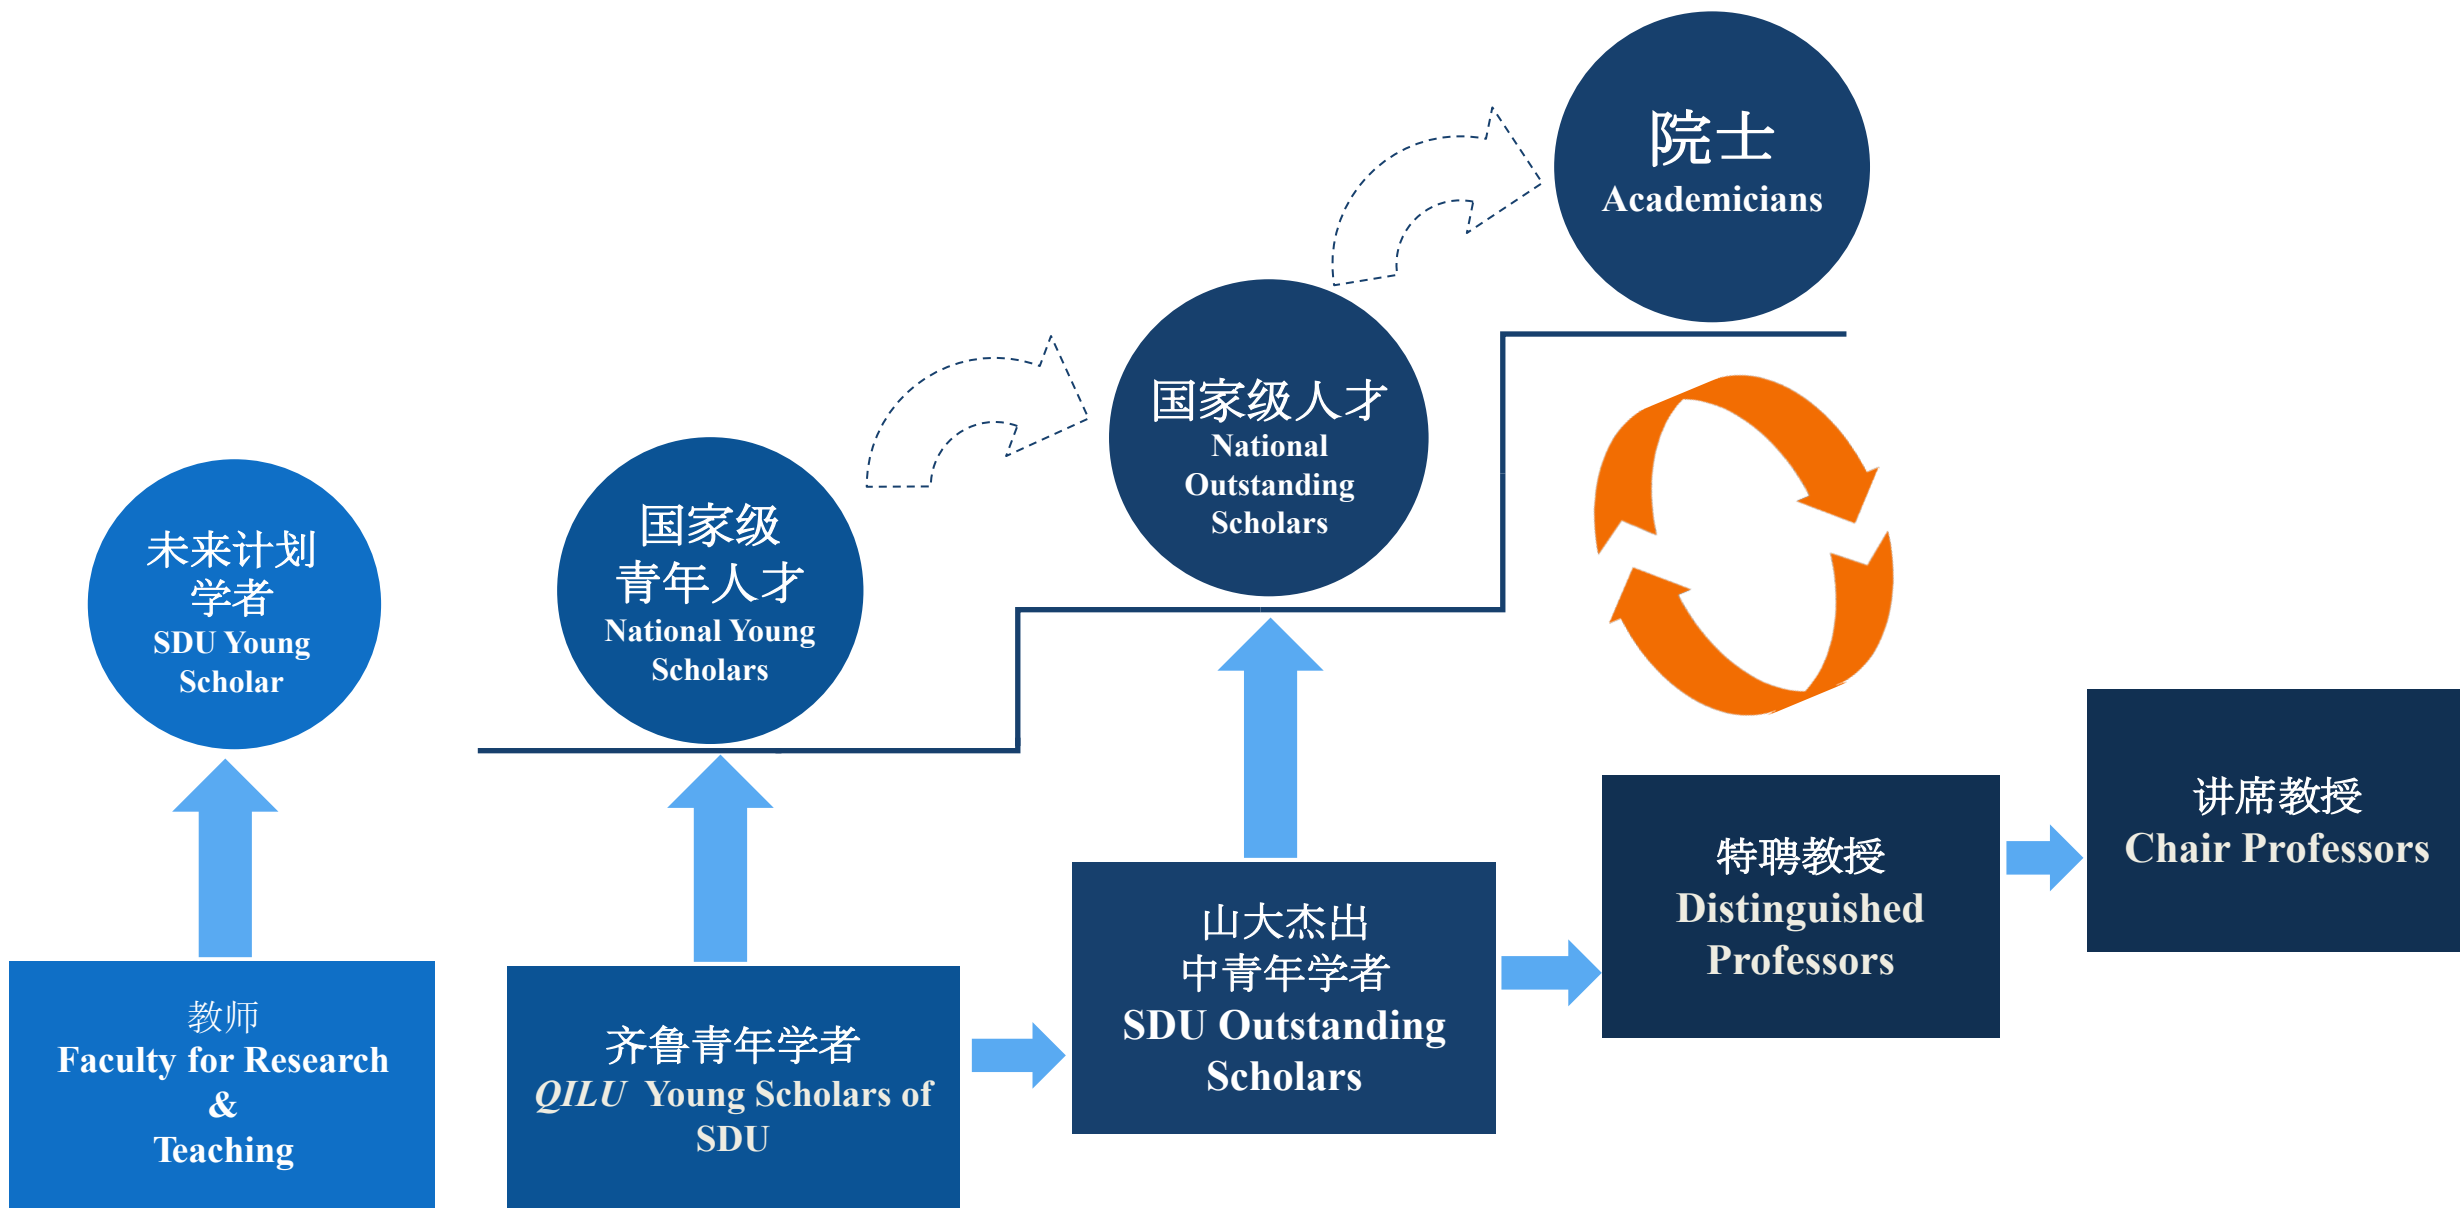 院士
Academicians
国家级人才
National
Outstanding
Scholars
国家级
青年人才
National Young
Scholars
未来计划
学者
SDU Young
Scholar
教师
Faculty for Research
&
Teaching
齐鲁青年学者
QILU Young Scholars of
SDU
山大杰出
中青年学者
SDU Outstanding
Scholars
特聘教授
Distinguished
Professors
讲席教授
Chair Professors